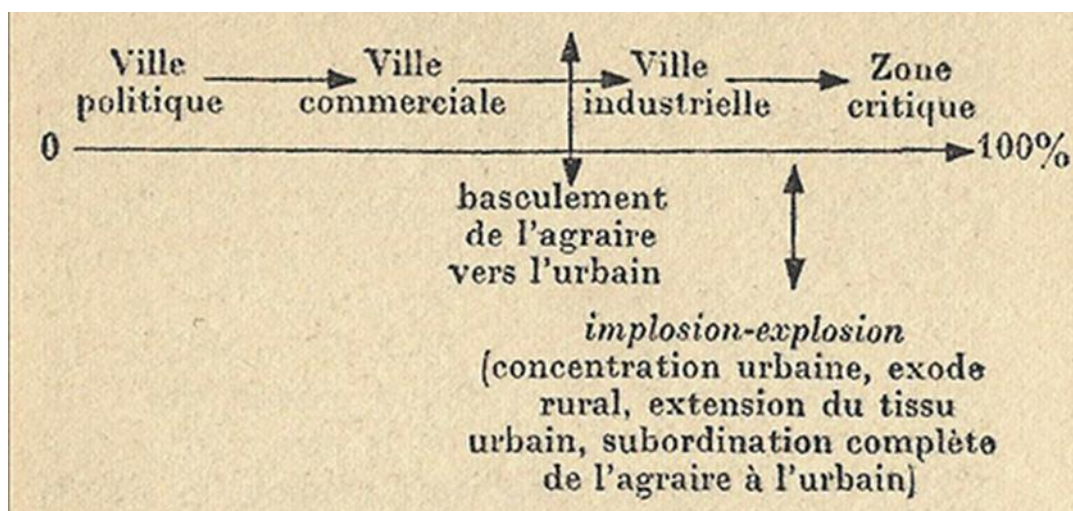 Ville politique
Ville commerciale
Ville industrielle
Zone critique
0
100%
basculement
de l'agraire
vers l'urbain
implosion-explosion
(concentration urbaine, exode
rural, extension du tissu
urbain, subordination complète
de l'agraire à l'urbain)